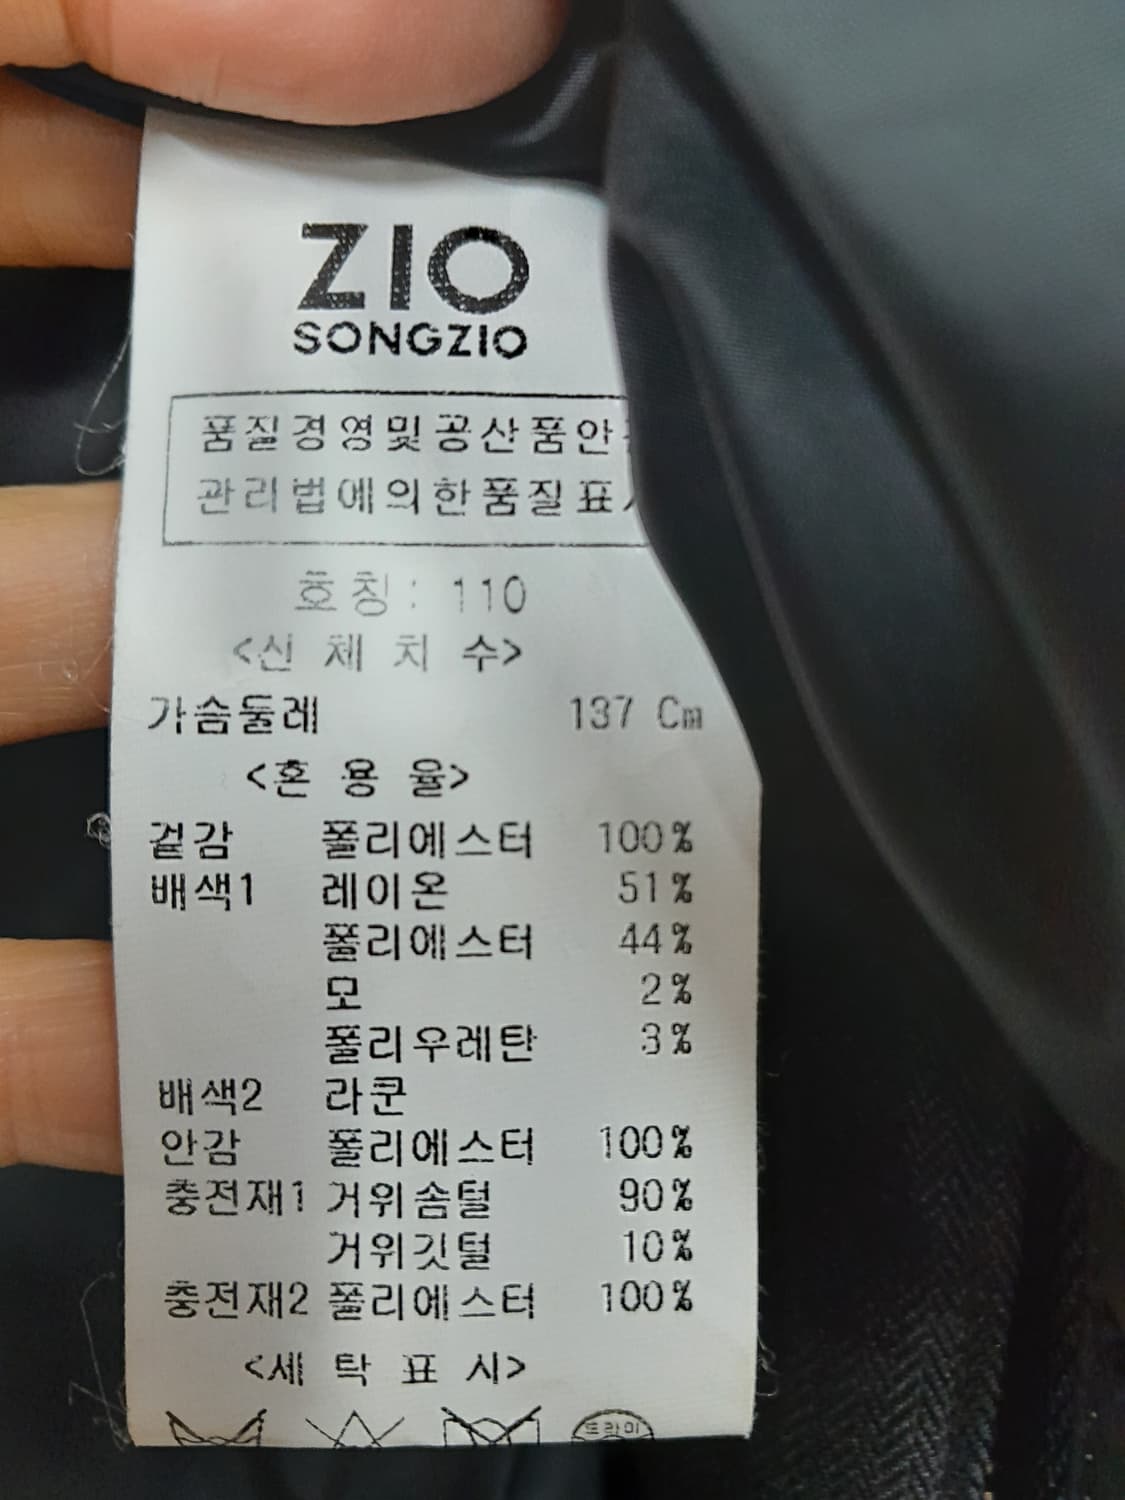 ZIO
SONGZIO
품질경영및공산품안
관리법에의한품질표
호칭: 110
<신 체 치 수>
가슴둘레 137 Cm
<혼 용 율>
겉감 폴리에스터 100%
배색1 레이온 51%
폴리에스터 44%
모 2%
폴리우레탄 3%
배색2 라쿤
안감 폴리에스터 100%
충전재1 거위솜털 90%
거위깃털 10%
충전재2 폴리에스터 100%
<세 탁 표 시>
드라이